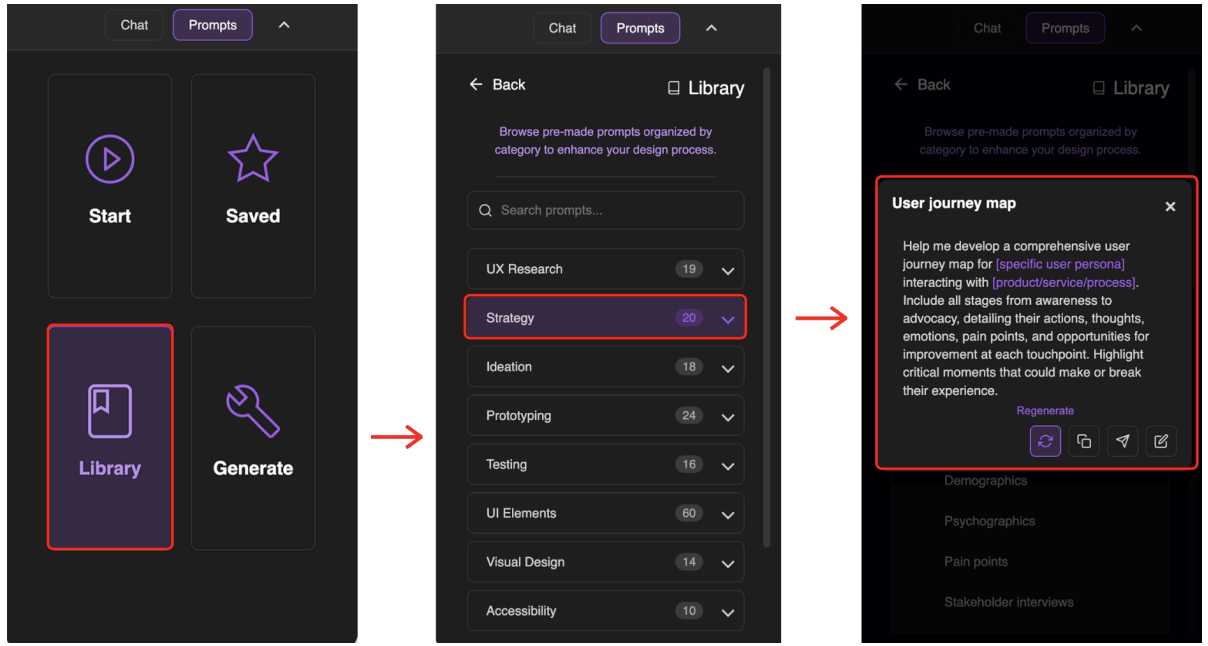 Chat
Prompts
Start
Saved
Library
Generate
Chat
Prompts
Back
Library
Browse pre-made prompts organized by
category to enhance your design process.
Search prompts...
UX Research
19
Strategy
20
Ideation
18
Prototyping
24
Testing
16
UI Elements
60
Visual Design
14
Accessibility
10
Chat
Prompts
Back
Library
Browse pre-made prompts organized by
category to enhance your design process.
User journey map
Help me develop a comprehensive user
journey map for [specific user persona]
interacting with [product/service/process].
Include all stages from awareness to
advocacy, detailing their actions, thoughts,
emotions, pain points, and opportunities for
improvement at each touchpoint. Highlight
critical moments that could make or break
their experience.
Regenerate
Demographics
Psychographics
Pain points
Stakeholder interviews